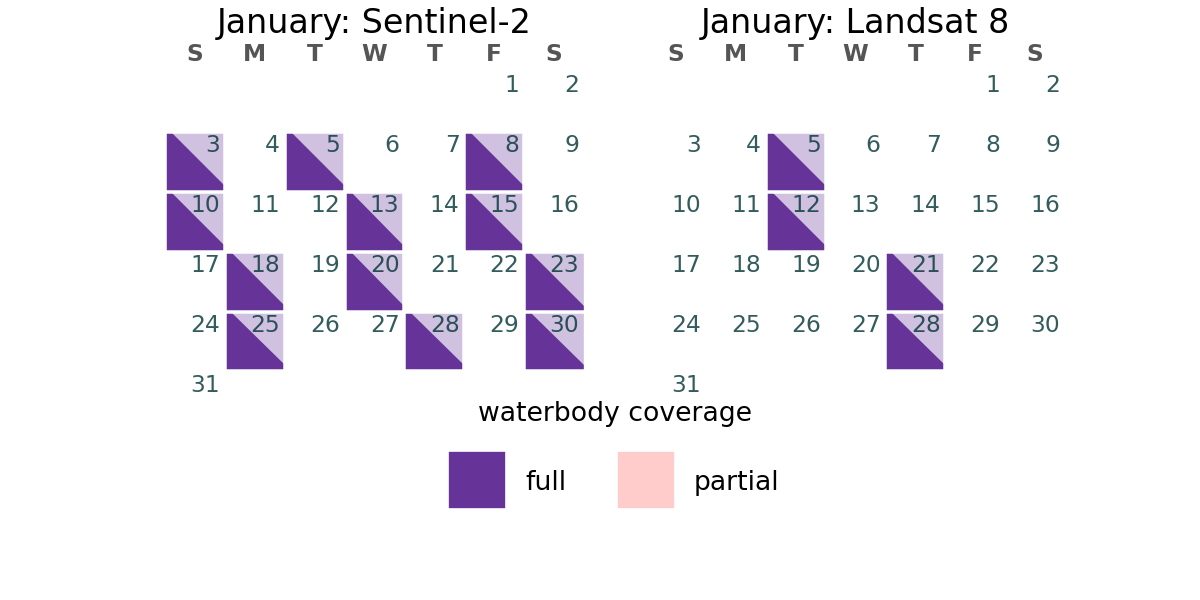 January: Sentinel-2
S M T W T F S
1 2
3 4 5 6 7 8 9
10 11 12 13 14 15 16
17 18 19 20 21 22 23
24 25 26 27 28 29 30
31
January: Landsat 8
S M T W T F S
1 2
3 4 5 6 7 8 9
10 11 12 13 14 15 16
17 18 19 20 21 22 23
24 25 26 27 28 29 30
31
waterbody coverage
full partial